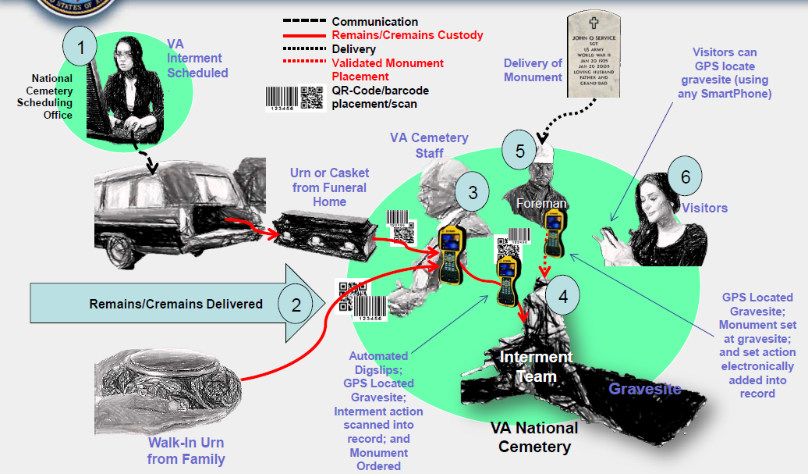 1
VA
Interment
Scheduled
National
Cemetery
Scheduling
Office
Communication
Remains/Cremains Custody
Delivery
Validated Monument
Placement
QR-Code/barcode
placement/scan
123456
Delivery of
Monument
JOHN Q SERVICE
SGT
US ARMY
WORLD WAR II
LOVING HUSBAND
FATHER AND
GRANDDAD
Visitors can
GPS locate
gravesite (using
any SmartPhone)
Urn or Casket
from Funeral
Home
VA Cemetery
Staff
3
5
Foreman
6
Visitors
Remains/Cremains Delivered
2
123456
4
Interment
Team
Gravesite
VA National
Cemetery
GPS Located
Gravesite;
Monument set
at gravesite;
and set action
electronically
added into
record
Automated
Digslips;
GPS Located
Gravesite;
Interment action
scanned into
record; and
Monument
Ordered
Walk-In Urn
from Family